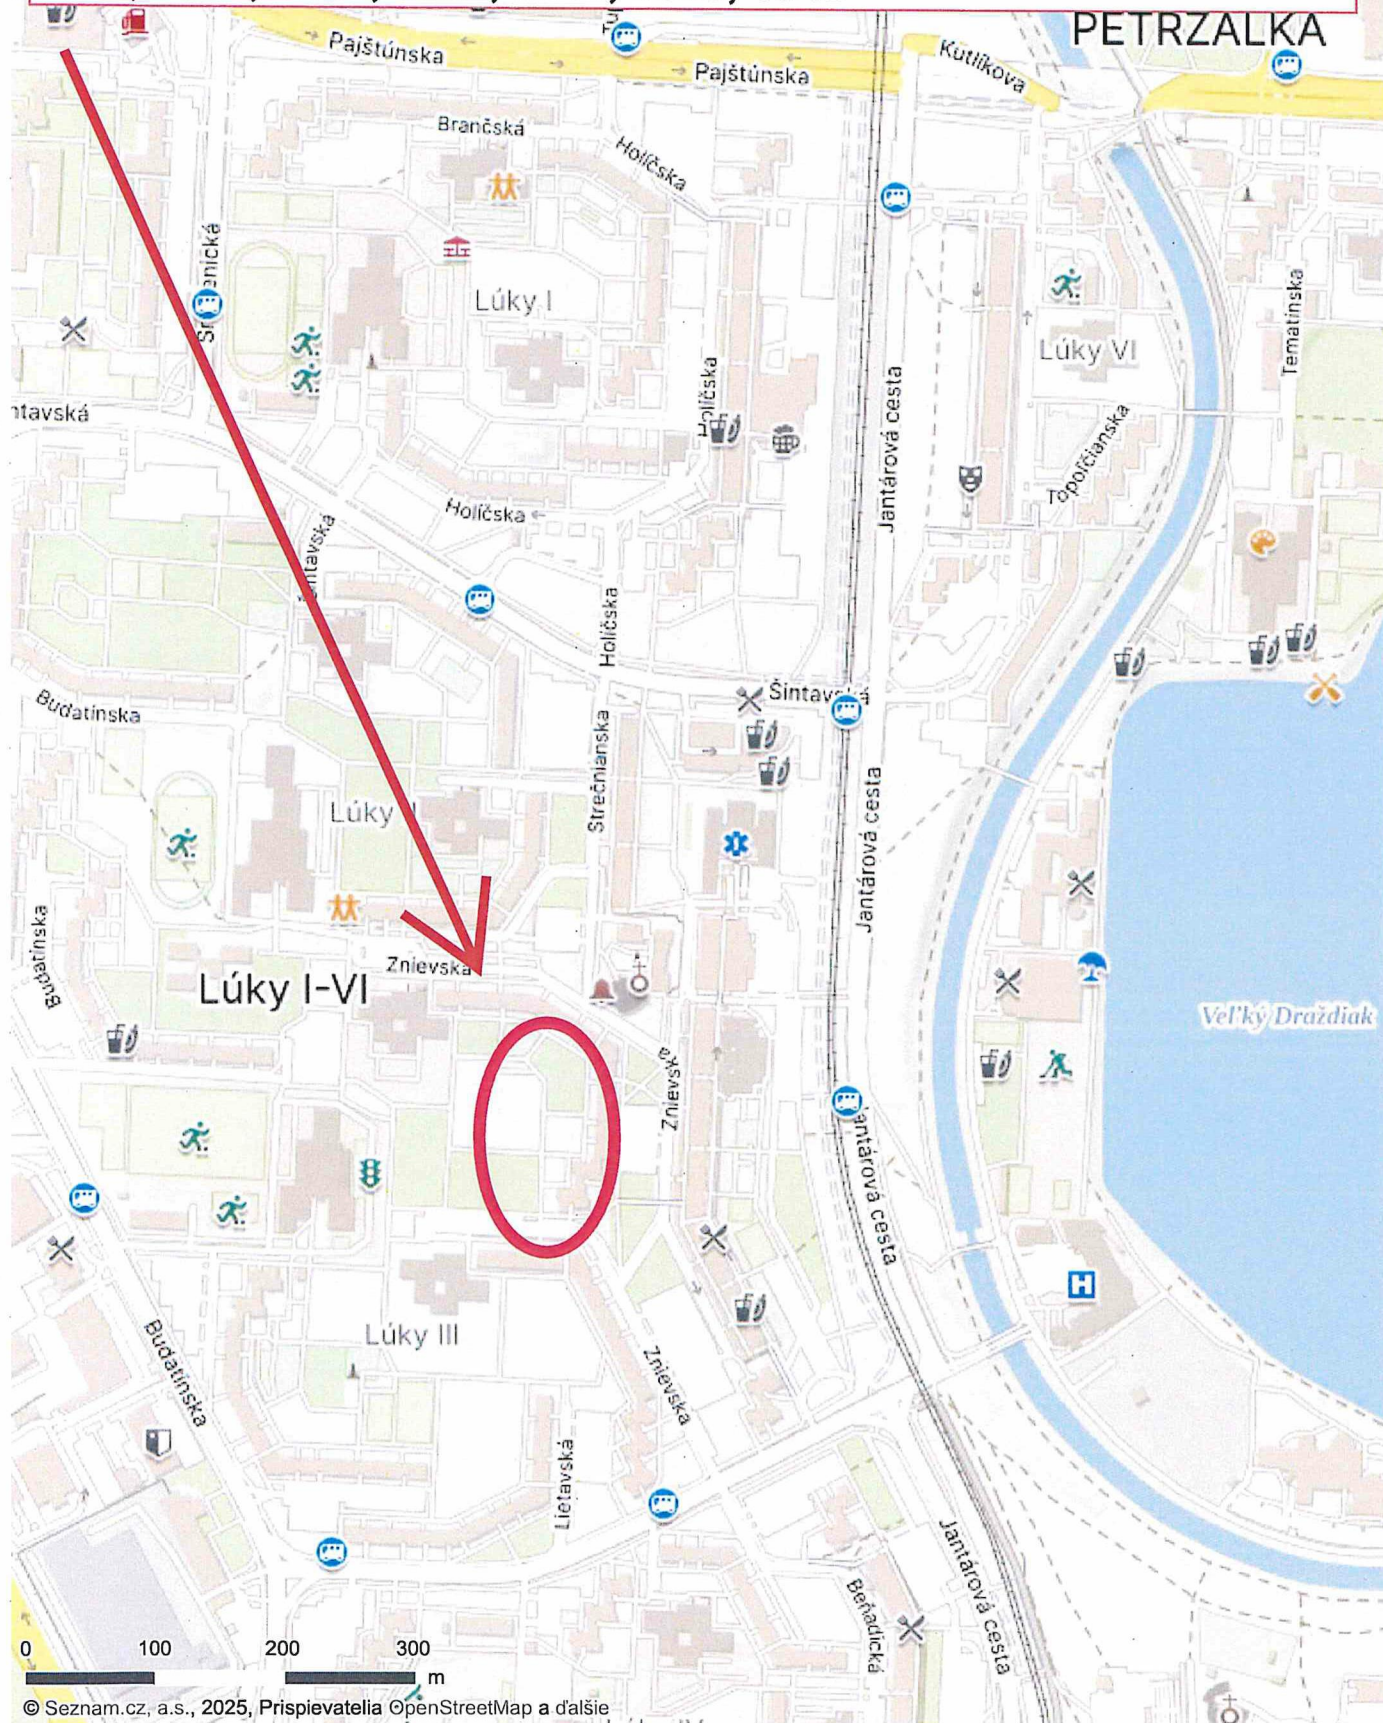 PETRŽALKA
Pajštúnska
Pajštúnska
Kutlíkova
Brančská
Holíčska
Lúky I
Lúky VI
Tematínska
Holíčska
Jantárová cesta
Topoľčianska
ntavská
Holíčska
Holíčska
Budatínska
Šintavská
Strečnianska
Jantárová cesta
Lúky
Budatínska
Znievska
Lúky I-VI
Veľký Draždiak
Znievska
Jantárová cesta
H
Lúky III
Budatínska
Znievska
Lietavská
Jantárová cesta
Beňadická
0 100 200 300
m
© Seznam.cz, a.s., 2025, Prispievatelia OpenStreetMap a ďalšie